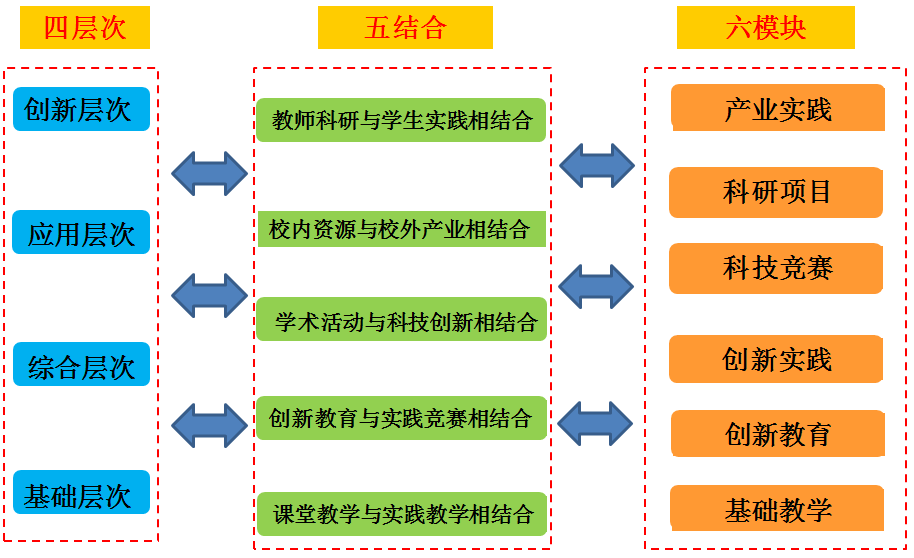 四层次
五结合
六模块
创新层次
应用层次
综合层次
基础层次
教师科研与学生实践相结合
校内资源与校外产业相结合
学术活动与科技创新相结合
创新教育与实践竞赛相结合
课堂教学与实践教学相结合
产业实践
科研项目
科技竞赛
创新实践
创新教育
基础教学